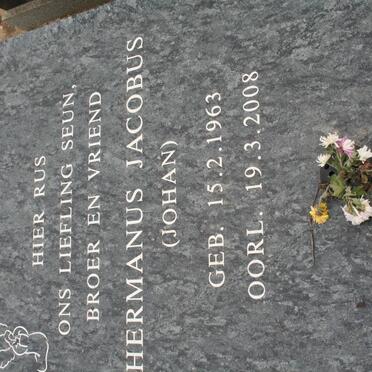 HIER RUS
ONS LIEFLING SEUN,
BROER EN VRIEND
HERMANUS JACOBUS
(JOHAN)
GEB. 15.2.1963
OORL. 19.3.2008